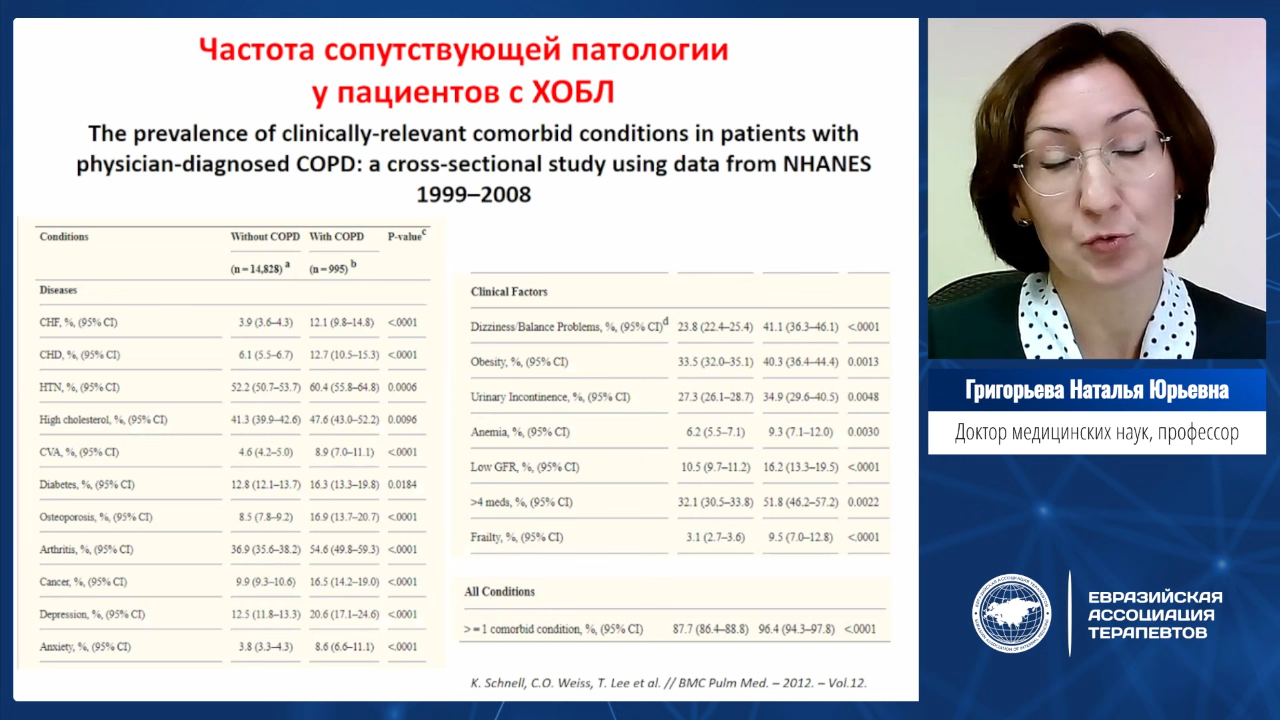 Частота сопутствующей патологии
у пациентов с ХОБЛ
The prevalence of clinically-relevant comorbid conditions in patients with
physician-diagnosed COPD: a cross-sectional study using data from NHANES
1999–2008
Conditions Without COPD With COPD P-value c
(n = 14,828) a (n = 995) b
Diseases
CHF, %, (95% CI) 3.9 (3.6–4.3) 12.1 (9.8–14.8) <.0001
CHD, %, (95% CI) 6.1 (5.5–6.7) 12.7 (10.5–15.3) <.0001
HTN, %, (95% CI) 52.2 (50.7–53.7) 60.4 (55.8–64.8) 0.0006
High cholesterol, %, (95% CI) 41.3 (39.9–42.6) 47.6 (43.0–52.2) 0.0096
CVA, %, (95% CI) 4.6 (4.2–5.0) 8.9 (7.0–11.1) <.0001
Diabetes, %, (95% CI) 12.8 (12.1–13.7) 16.3 (13.3–19.8) 0.0184
Osteoporosis, %, (95% CI) 8.5 (7.8–9.2) 16.9 (13.7–20.7) <.0001
Arthritis, %, (95% CI) 36.9 (35.6–38.2) 54.6 (49.8–59.3) <.0001
Cancer, %, (95% CI) 9.9 (9.3–10.6) 16.5 (14.2–19.0) <.0001
Depression, %, (95% CI) 12.5 (11.8–13.3) 20.6 (17.1–24.6) <.0001
Anxiety, %, (95% CI) 3.8 (3.3–4.3) 8.6 (6.6–11.1) <.0001
Clinical Factors
Dizziness/Balance Problems, %, (95% CI)d 23.8 (22.4–25.4) 41.1 (36.3–46.1) <.0001
Obesity, %, (95% CI) 33.5 (32.0–35.1) 40.3 (36.4–44.4) 0.0013
Urinary Incontinence, %, (95% CI) 27.3 (26.1–28.7) 34.9 (29.6–40.5) 0.0048
Anemia, %, (95% CI) 6.2 (5.5–7.1) 9.3 (7.1–12.0) 0.0030
Low GFR, %, (95% CI) 10.5 (9.7–11.2) 16.2 (13.3–19.5) <.0001
>4 meds, %, (95% CI) 32.1 (30.5–33.8) 51.8 (46.2–57.2) 0.0022
Frailty, %, (95% CI) 3.1 (2.7–3.6) 9.5 (7.0–12.8) <.0001
All Conditions
> = 1 comorbid condition, %, (95% CI) 87.7 (86.4–88.8) 96.4 (94.3–97.8) <.0001
K. Schnell, C.O. Weiss, T. Lee et al. // BMC Pulm Med. – 2012. – Vol.12.
Григорьева Наталья Юрьевна
Доктор медицинских наук, профессор
ЕВРАЗИЙСКАЯ
АССОЦИАЦИЯ
ТЕРАПЕВТОВ